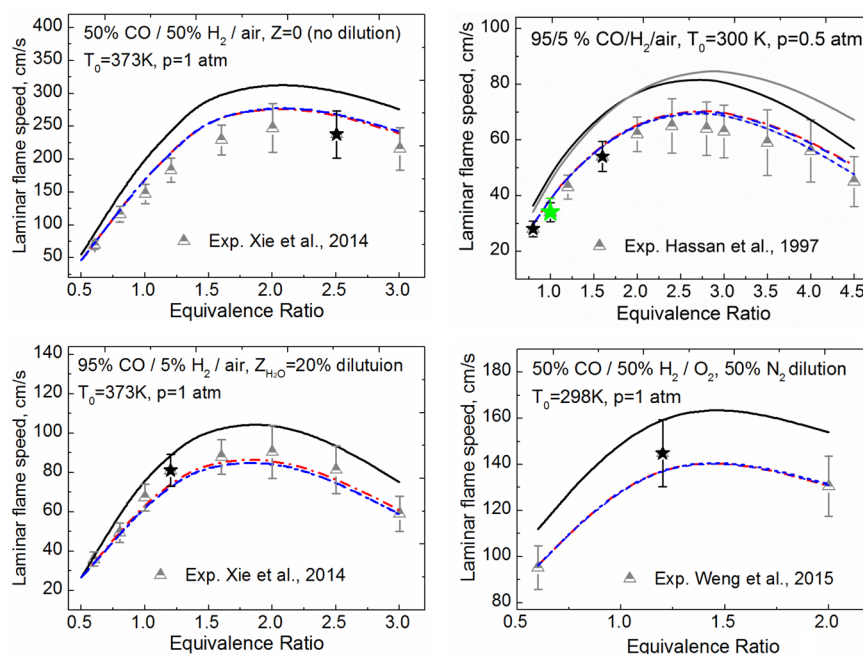 50% CO / 50% H2 / air, Z=0 (no dilution)
T0=373K, p=1 atm
Laminar flame speed, cm/s
400
350
300
250
200
150
100
50
0.5 1.0 1.5 2.0 2.5 3.0
Exp. Xie et al., 2014
Equivalence Ratio
95/5 % CO/H2/air, T0=300 K, p=0.5 atm
Laminar flame speed, cm/s
100
80
60
40
20
1.0 1.5 2.0 2.5 3.0 3.5 4.0 4.5
Exp. Hassan et al., 1997
Equivalence Ratio
95% CO / 5% H2 / air, ZH2O=20% dilutuion
T0=373K, p=1 atm
Laminar flame speed, cm/s
140
120
100
80
60
40
20
0.5 1.0 1.5 2.0 2.5 3.0
Exp. Xie et al., 2014
Equivalence Ratio
50% CO / 50% H2 / O2, 50% N2 dilution
T0=298K, p=1 atm
Laminar flame speed, cm/s
180
160
140
120
100
80
0.5 1.0 1.5 2.0
Exp. Weng et al., 2015
Equivalence Ratio